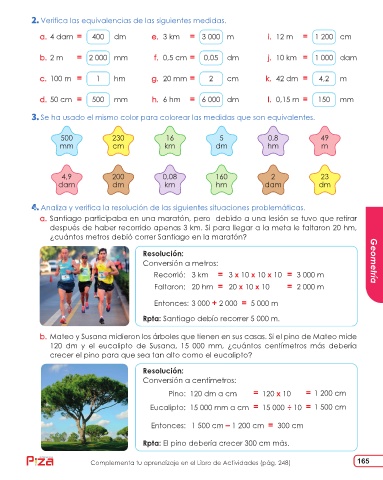 2. Verifica las equivalencias de las siguientes medidas.
a. 4 dam = 400 dm e. 3 km = 3 000 m i. 12 m = 1 200 cm
b. 2 m = 2 000 mm f. 0,5 cm = 0,05 dm j. 10 km = 1 000 dam
c. 100 m = 1 hm g. 20 mm = 2 cm k. 42 dm = 4,2 m
d. 50 cm = 500 mm h. 6 hm = 6 000 dm l. 0,15 m = 150 mm
3. Se ha usado el mismo color para colorear las medidas que son equivalentes.
500 mm 230 cm 16 km 5 dm 0,8 hm 49 m
4,9 dam 200 dm 0,08 km 160 hm 2 dam 23 dm
4. Analiza y verifica la resolución de las siguientes situaciones problemáticas.
a. Santiago participaba en una maratón, pero debido a una lesión se tuvo que retirar
después de haber recorrido apenas 3 km. Si para llegar a la meta le faltaron 20 hm,
¿cuántos metros debió correr Santiago en la maratón?
Resolución:
Conversión a metros:
Recorrió: 3 km = 3 x 10 x 10 x 10 = 3 000 m
Faltaron: 20 hm = 20 x 10 x 10 = 2 000 m
Entonces: 3 000 + 2 000 = 5 000 m
Rpta: Santiago debío recorrer 5 000 m.
Geometría
b. Mateo y Susana midieron los árboles que tienen en sus casas. Si el pino de Mateo mide
120 dm y el eucalipto de Susana, 15 000 mm, ¿cuántos centímetros más debería
crecer el pino para que sea tan alto como el eucalipto?
Resolución:
Conversión a centímetros:
Pino: 120 dm a cm = 120 x 10 = 1 200 cm
Eucalipto: 15 000 mm a cm = 15 000 ÷ 10 = 1 500 cm
Entonces: 1 500 cm – 1 200 cm = 300 cm
Rpta: El pino debería crecer 300 cm más.
Piza Complementa tu aprendizaje en el Libro de Actividades (pág. 248) 165